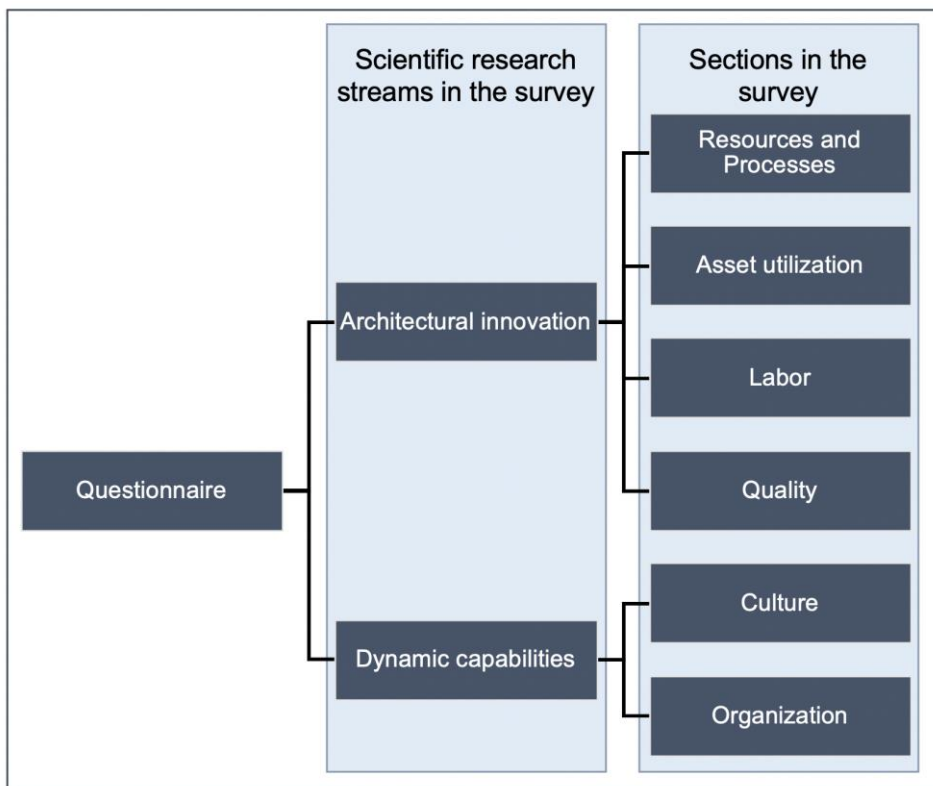 Scientific research
streams in the survey
Sections in the
survey
Resources and
Processes
Asset utilization
Architectural innovation
Labor
Questionnaire
Quality
Culture
Dynamic capabilities
Organization